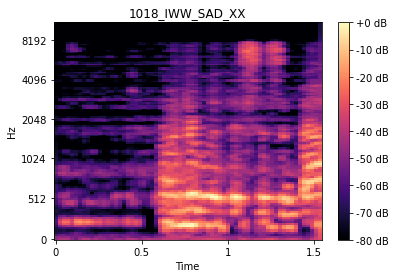 1018_IWW_SAD_XX
8192
4096
2048
1024
512
0
Hz
0
0.5
1
1.5
Time
+0 dB
-10 dB
-20 dB
-30 dB
-40 dB
-50 dB
-60 dB
-70 dB
-80 dB